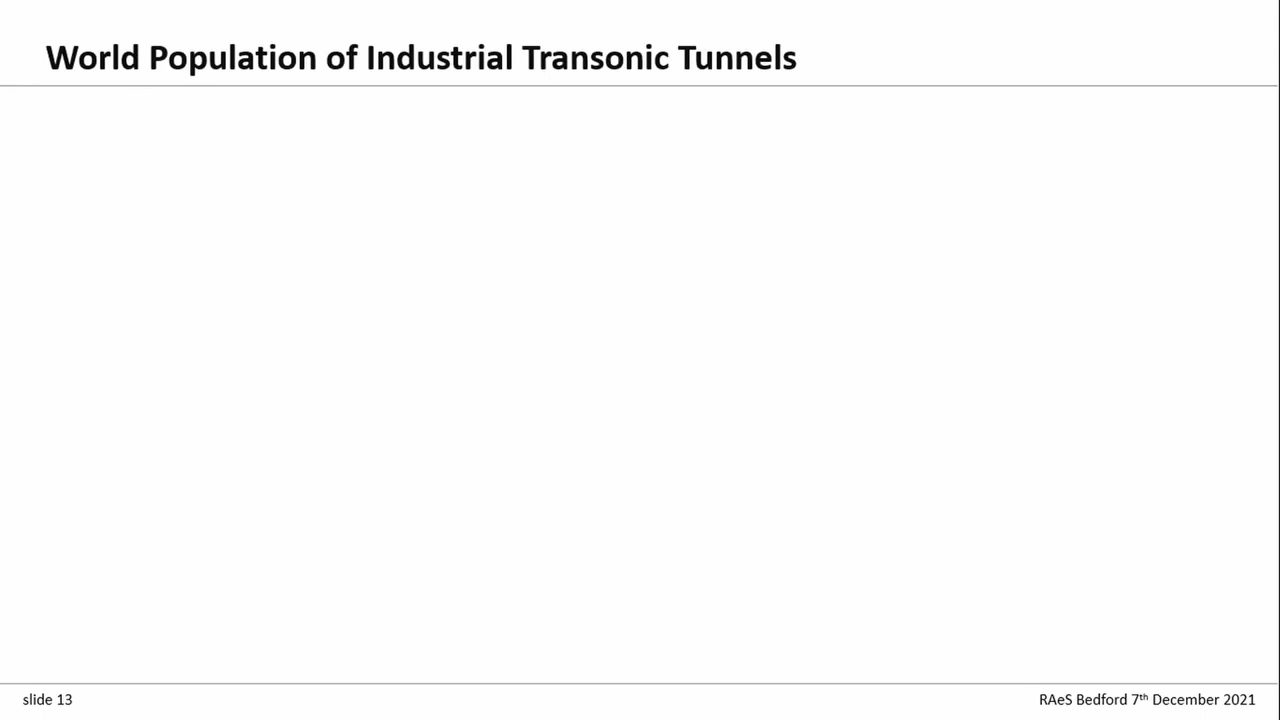 World Population of Industrial Transonic Tunnels
slide 13
RAeS Bedford 7th December 2021